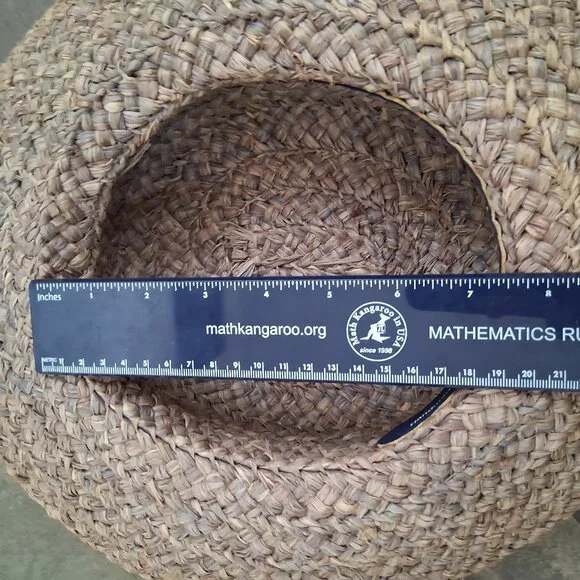 Inches 1 2 3 4 5 6 7 8
mathkangaroo.org
Math Kangaroo in USA
since 1998
MATHEMATICS RU
METRIC 1 2 3 4 5 6 7 8 9 10 11 12 13 14 15 16 17 18 19 20 21